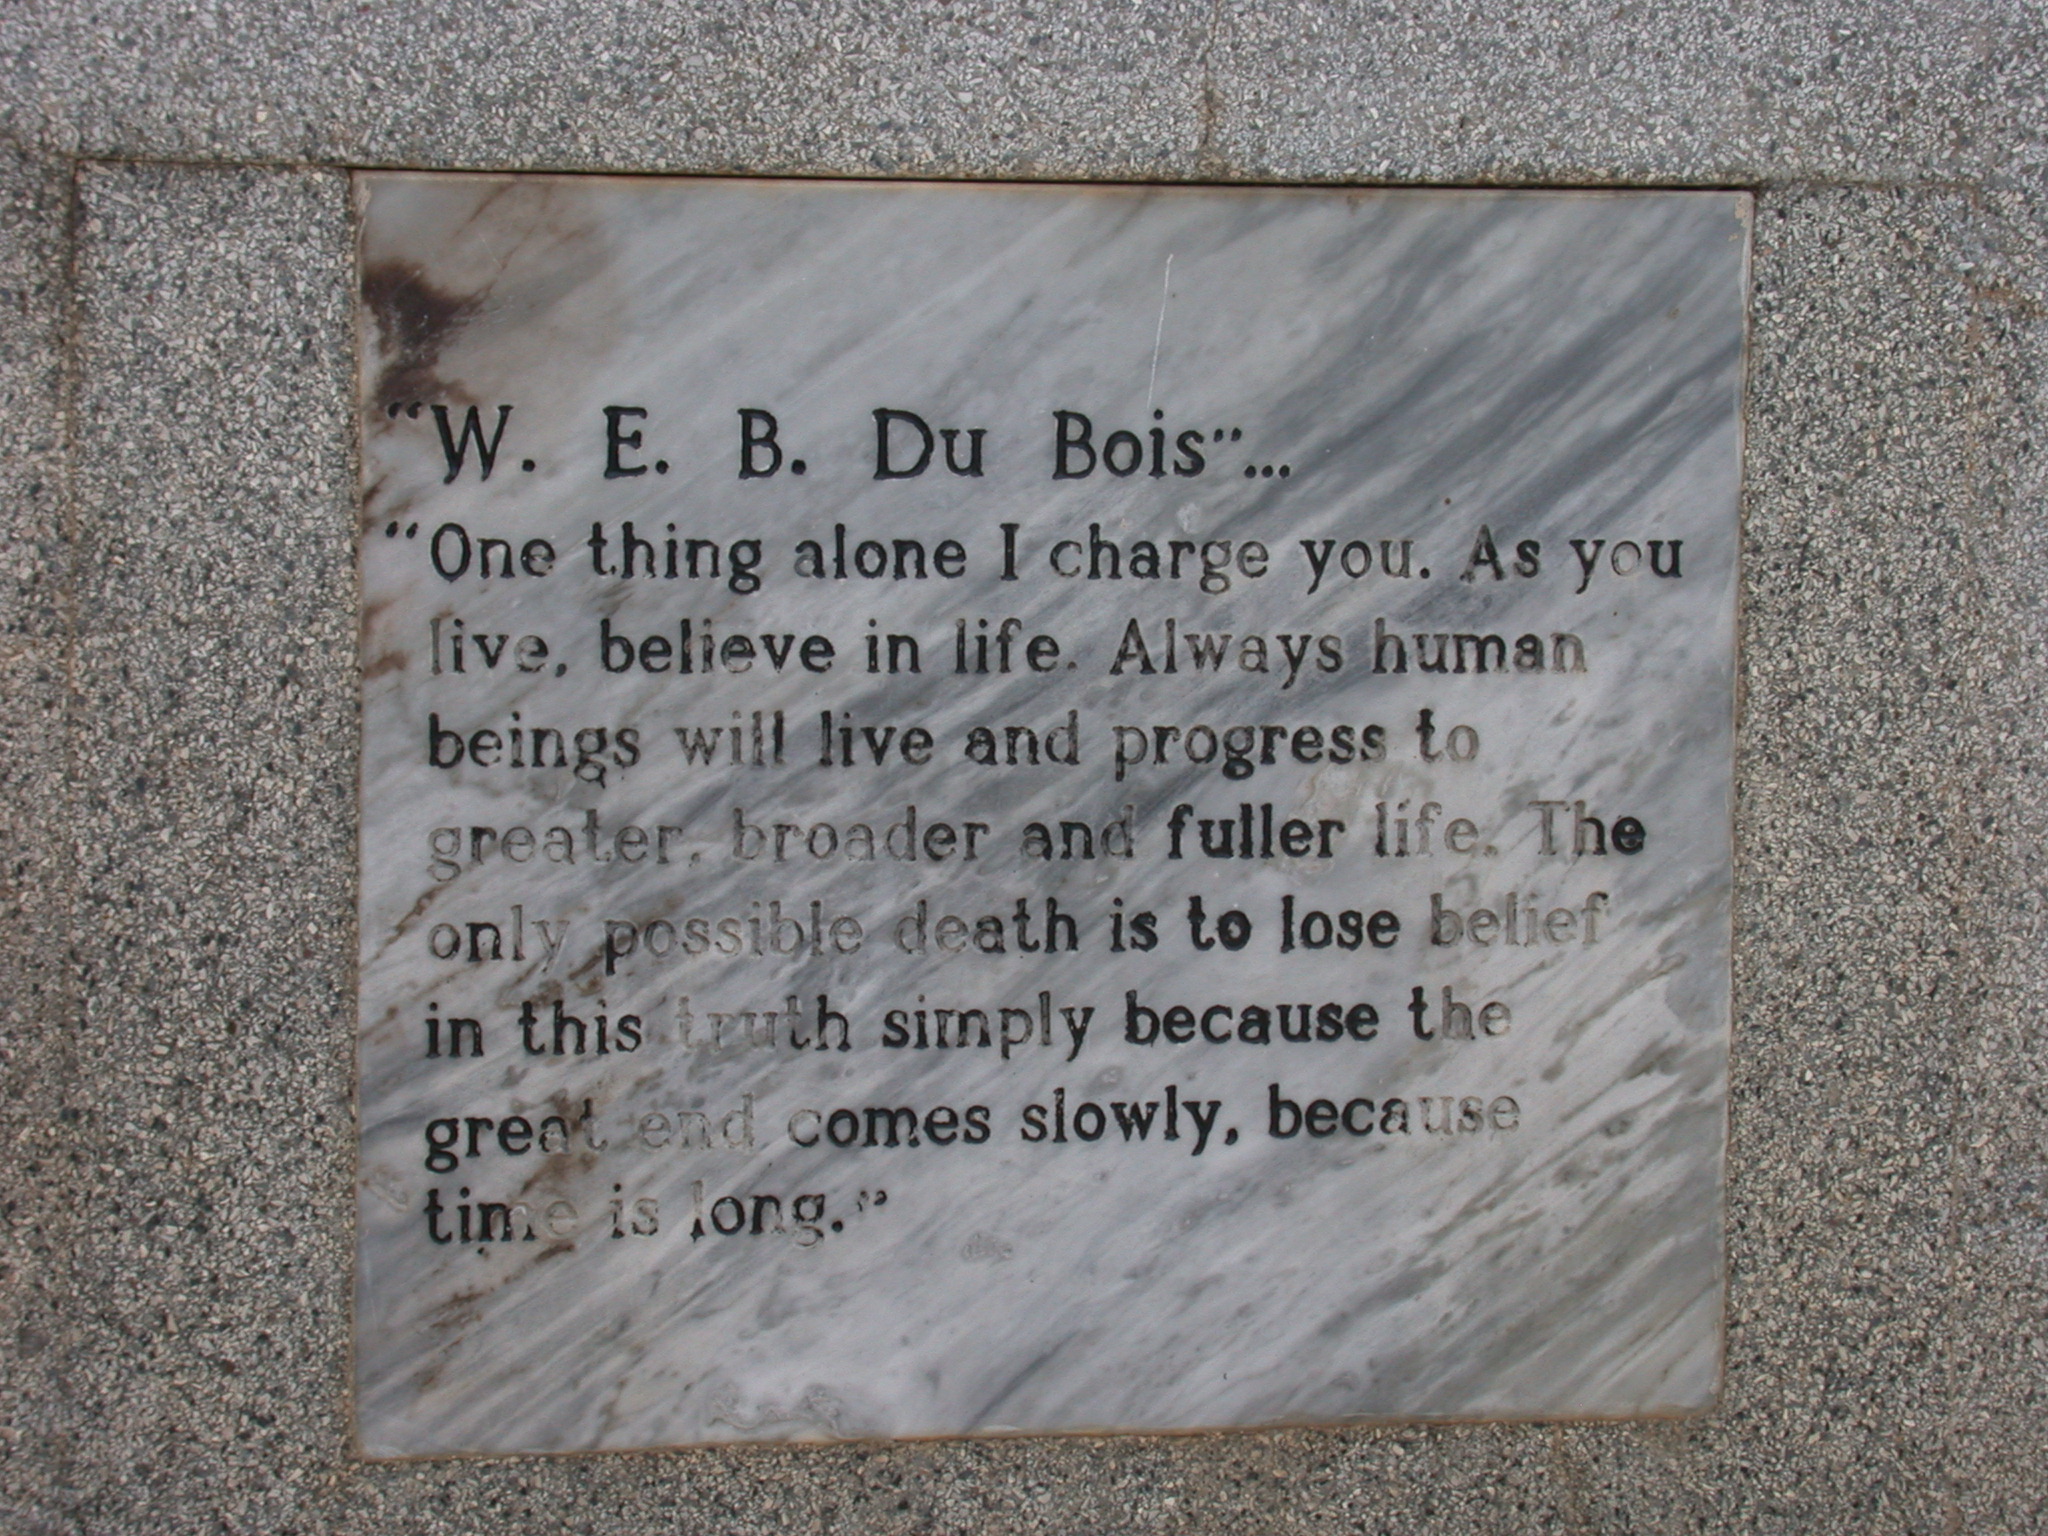 “W. E. B. Du Bois”...
“One thing alone I charge you. As you
live, believe in life. Always human
beings will live and progress to
greater, broader and fuller life. The
only possible death is to lose belief
in this truth simply because the
great end comes slowly, because
time is long.”